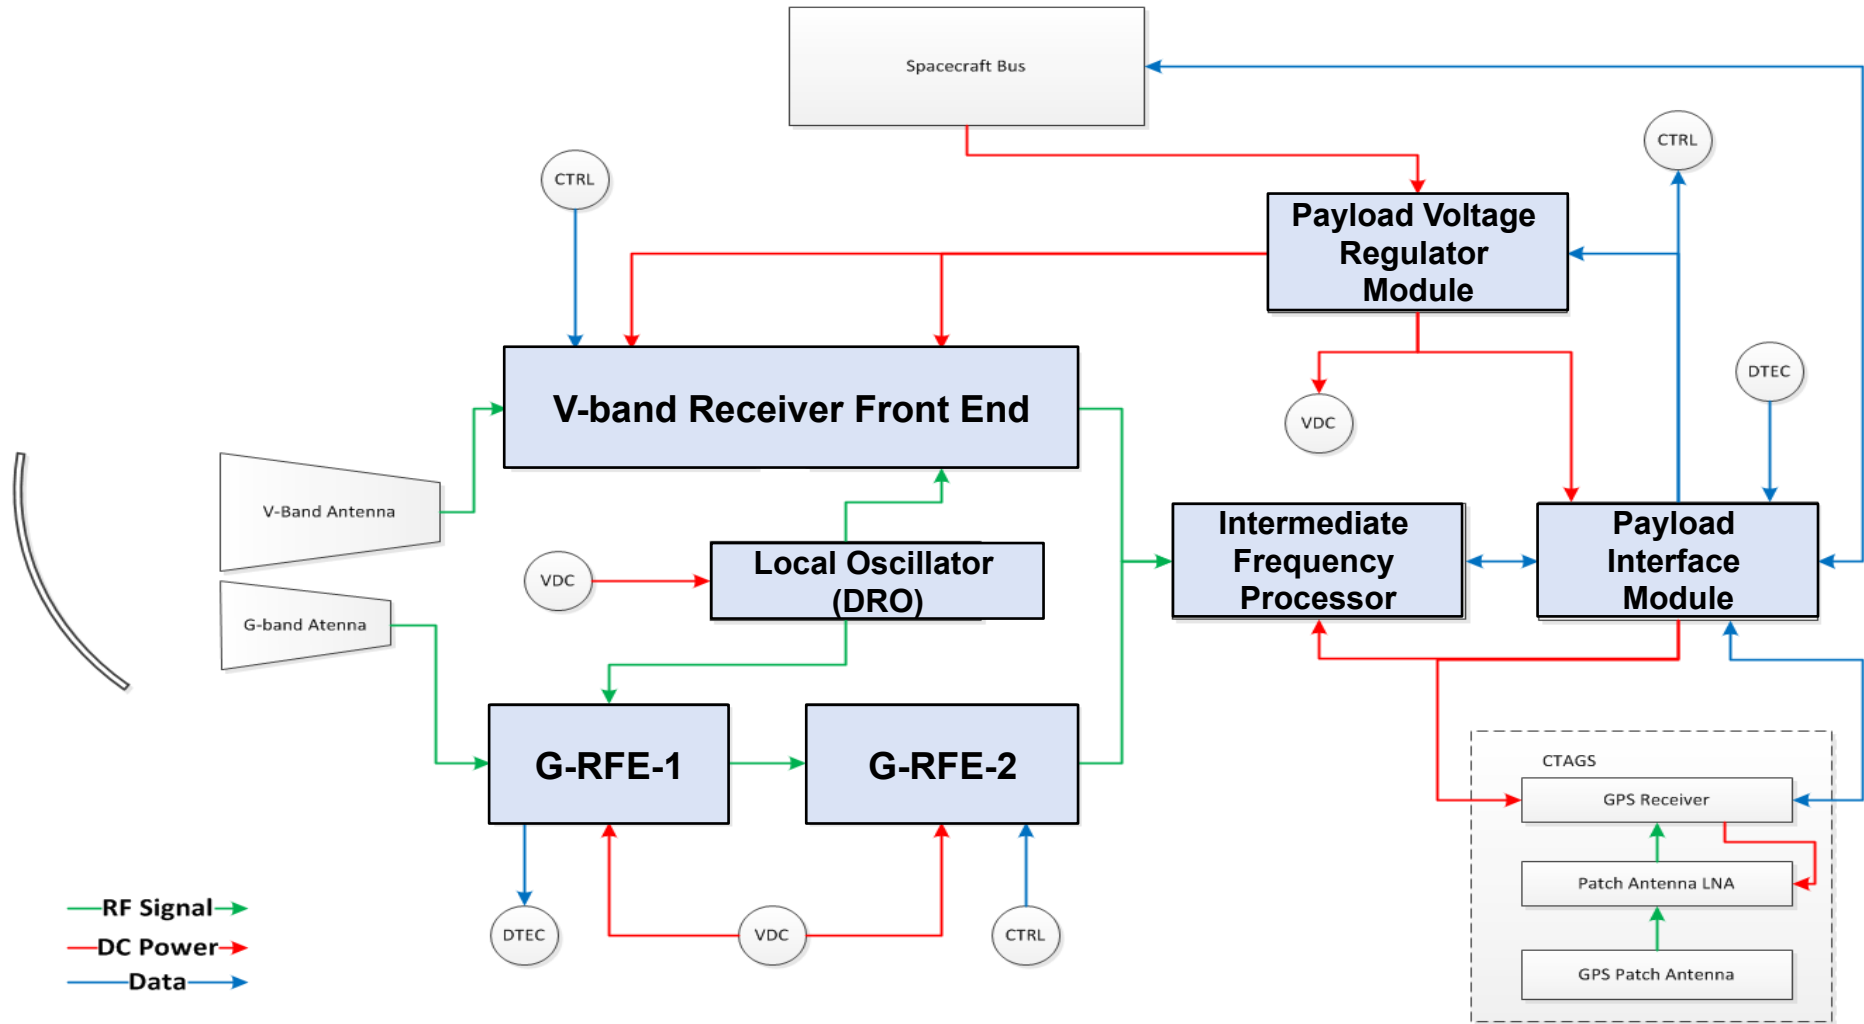 Spacecraft Bus
CTRL
CTRL
Payload Voltage
Regulator
Module
V-band Receiver Front End
VDC
DTEC
V-Band Antenna
G-band Atenna
VDC
Local Oscillator
(DRO)
Intermediate
Frequency
Processor
Payload
Interface
Module
G-RFE-1
G-RFE-2
CTAGS
GPS Receiver
Patch Antenna LNA
GPS Patch Antenna
DTEC
VDC
CTRL
RF Signal
DC Power
Data